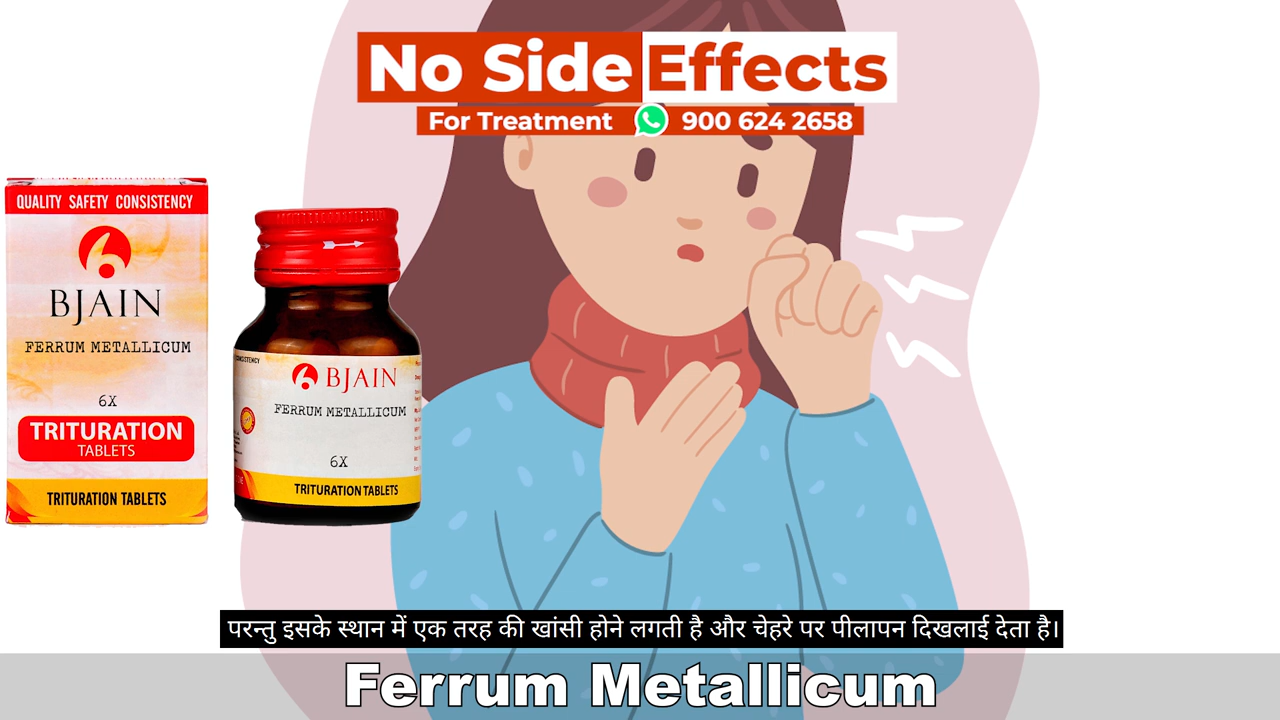 No Side Effects
For Treatment 900 624 2658
QUALITY SAFETY CONSISTENCY
BJAIN
FERRUM METALLICUM
6X
TRITURATION
TABLETS
TRITURATION TABLETS
CONSISTENCY
BJAIN
FERRUM METALLICUM
6X
TRITURATION TABLETS
परन्तु इसके स्थान में एक तरह की खांसी होने लगती है और चेहरे पर पीलापन दिखलाई देता है।
Ferrum Metallicum